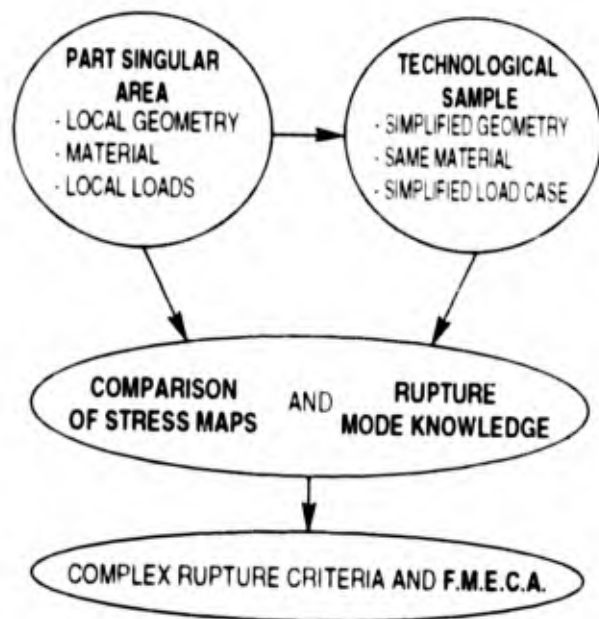 PART SINGULAR
AREA
- LOCAL GEOMETRY
- MATERIAL
- LOCAL LOADS
TECHNOLOGICAL
SAMPLE
- SIMPLIFIED GEOMETRY
- SAME MATERIAL
- SIMPLIFIED LOAD CASE
COMPARISON
OF STRESS MAPS
AND
RUPTURE
MODE KNOWLEDGE
COMPLEX RUPTURE CRITERIA AND F.M.E.C.A.